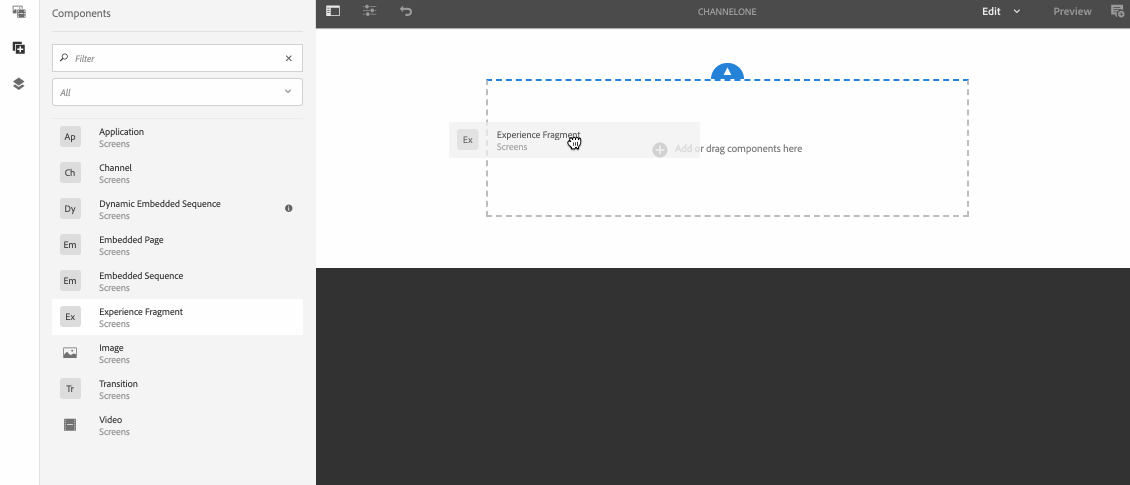 Components
Filter
All
Ap
Application
Screens
Ch
Channel
Screens
Dy
Dynamic Embedded Sequence
Screens
Em
Embedded Page
Screens
Em
Embedded Sequence
Screens
Ex
Experience Fragment
Screens
Image
Screens
Tr
Transition
Screens
Video
Screens
CHANNELONE
Edit
Preview
Ex
Experience Fragment
Screens
Add or drag components here